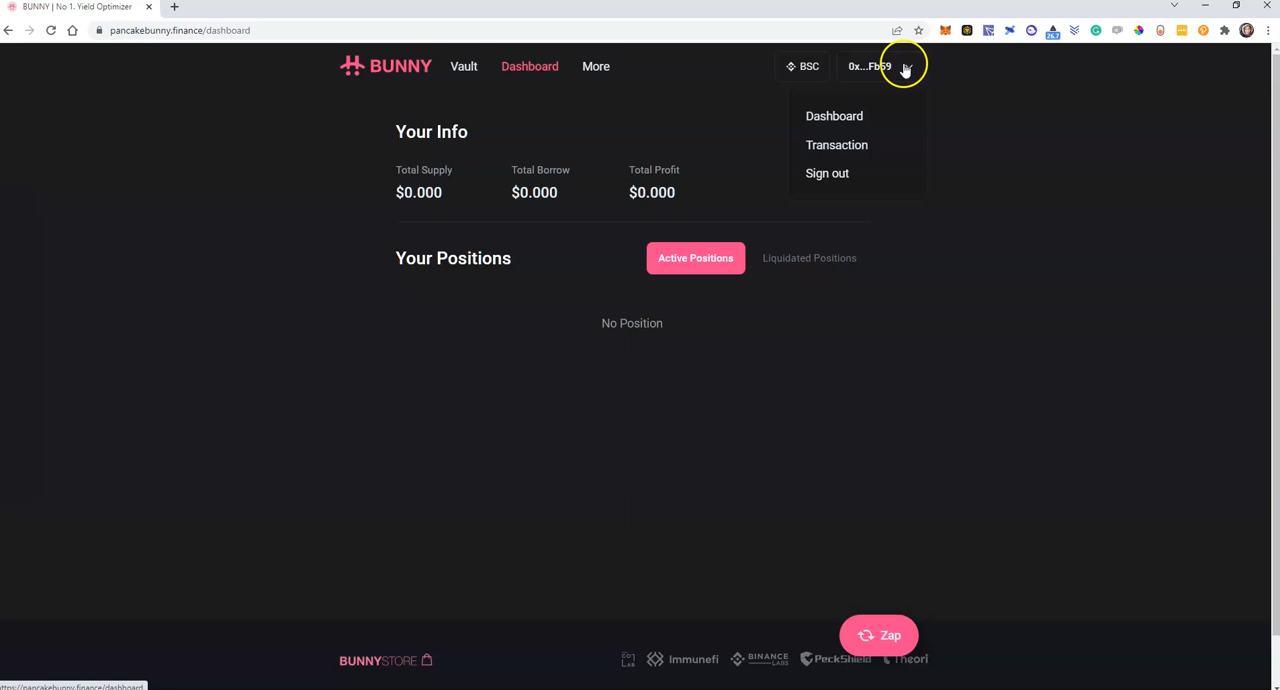 BUNNY | No 1. Yield Optimizer
pancakebunny.finance/dashboard
26.7
BUNNY
Vault
Dashboard
More
BSC
0x...Fb59
Dashboard
Transaction
Sign out
Your Info
Total Supply
Total Borrow
Total Profit
$0.000
$0.000
$0.000
Your Positions
Active Positions
Liquidated Positions
No Position
Zap
BUNNYSTORE
Immunefi
BINANCE
LABS
PeckShield
Theori
https://pancakebunny.finance/dashboard